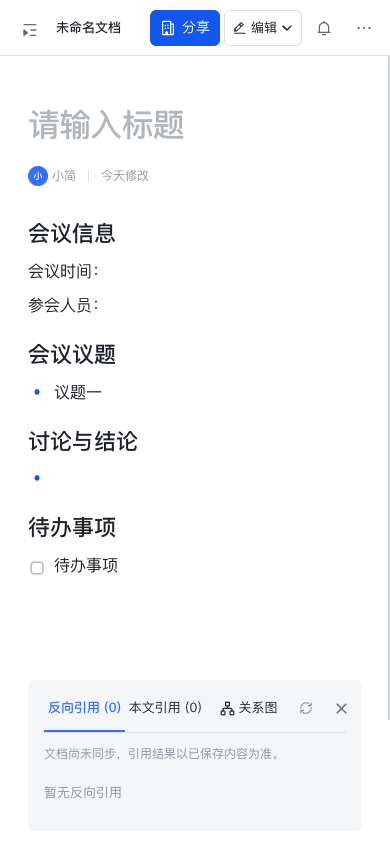 未命名文档 分享 编辑
请输入标题
小 小简 今天修改
会议信息
会议时间：
参会人员：
会议议题
• 议题一
讨论与结论
•
待办事项
待办事项
反向引用 (0) 本文引用 (0) 关系图
文档尚未同步，引用结果以已保存内容为准。
暂无反向引用